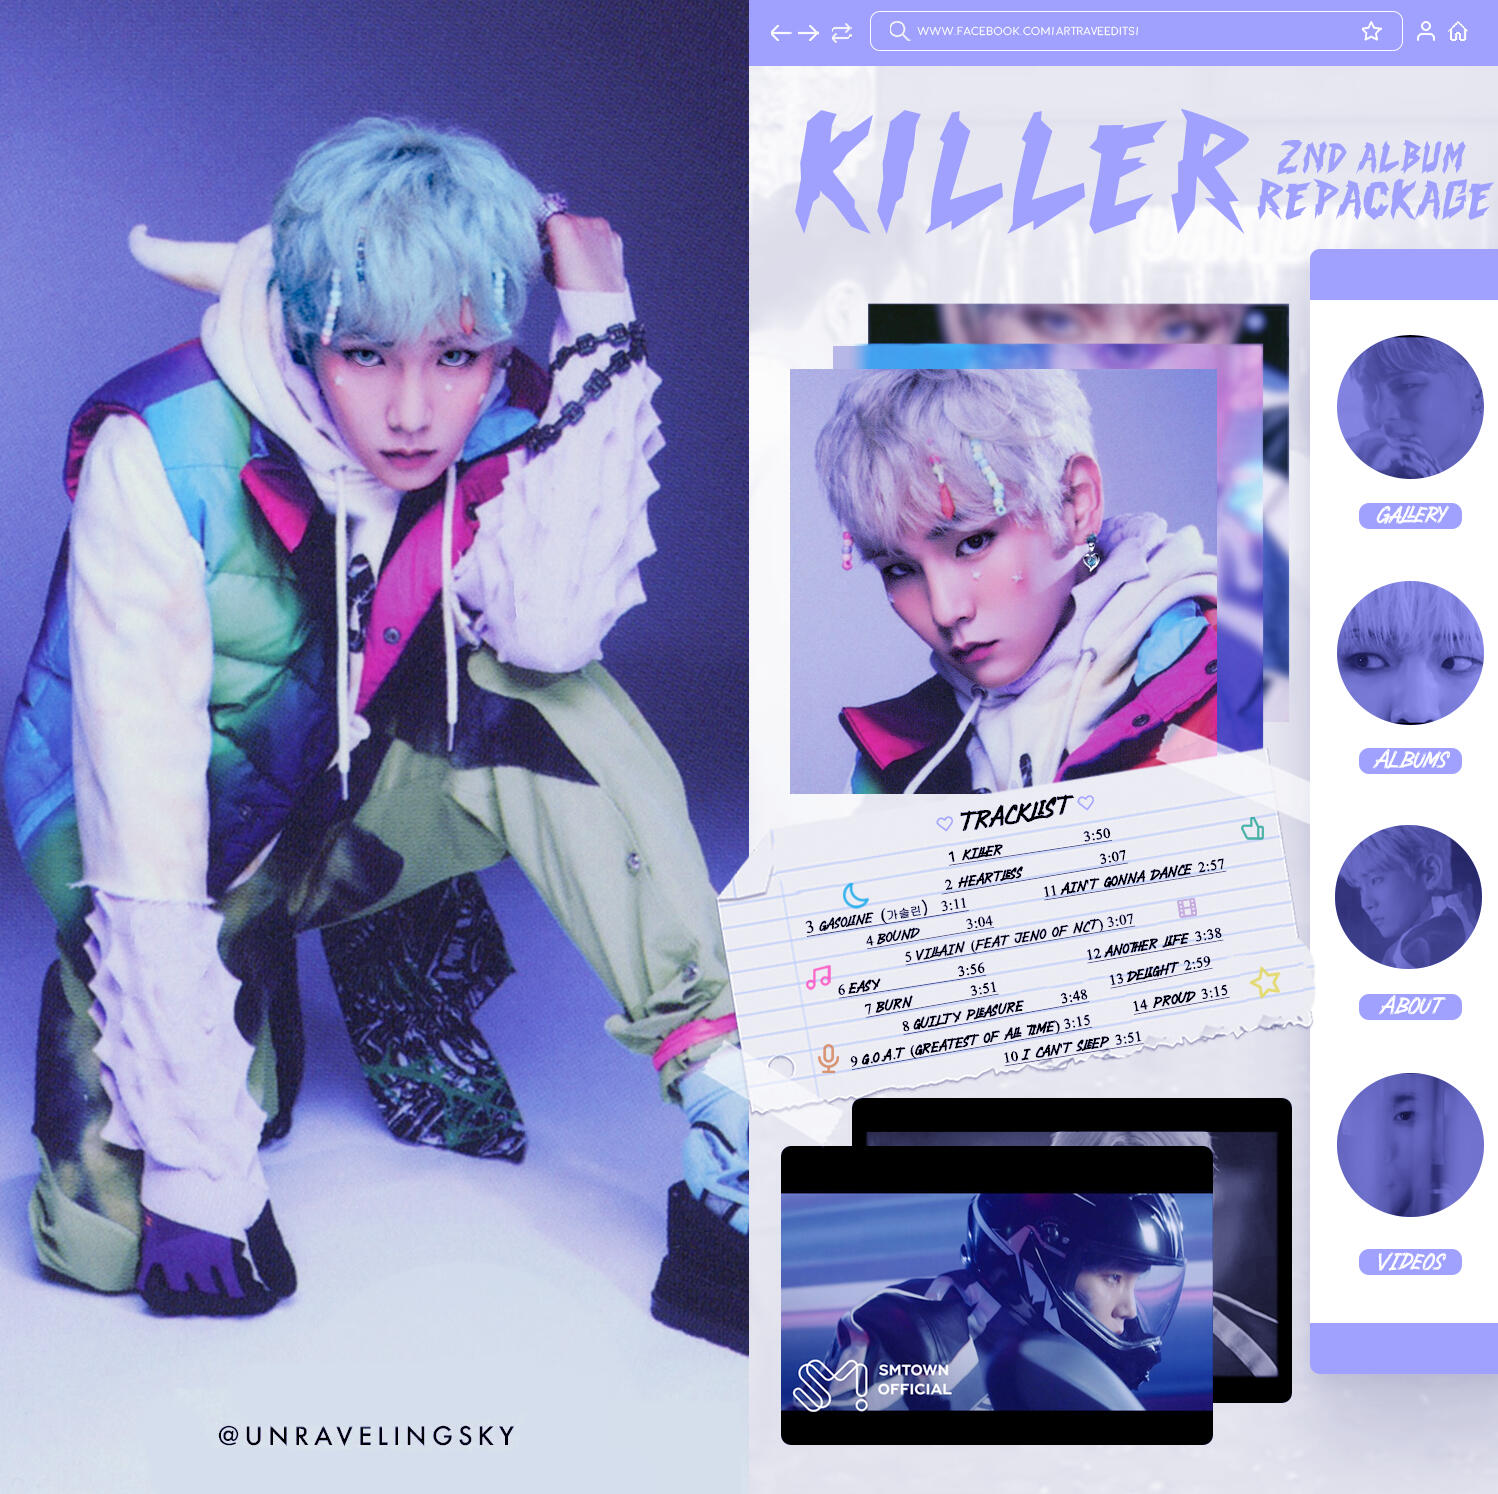 WWW.FACEBOOK.COM/ARTRAVEEDITS/
KILLER
2ND ALBUM
REPACKAGE
GALLERY
ALBUMS
ABOUT
VIDEOS
TRACKLIST
1 KILLER 3:50
2 HEARTLESS 3:07
3 GASOLINE (가솔린) 3:11
4 BOUND 3:04
5 VILLAIN (FEAT JENO OF NCT) 3:07
6 EASY 3:56
7 BURN 3:51
8 GUILTY PLEASURE 3:48
9 G.O.A.T (GREATEST OF ALL TIME) 3:15
10 I CAN'T SLEEP 3:51
11 AIN'T GONNA DANCE 2:57
12 ANOTHER LIFE 3:38
13 DELIGHT 2:59
14 PROUD 3:15
SM
SMTOWN
OFFICIAL
@UNRAVELINGSKY